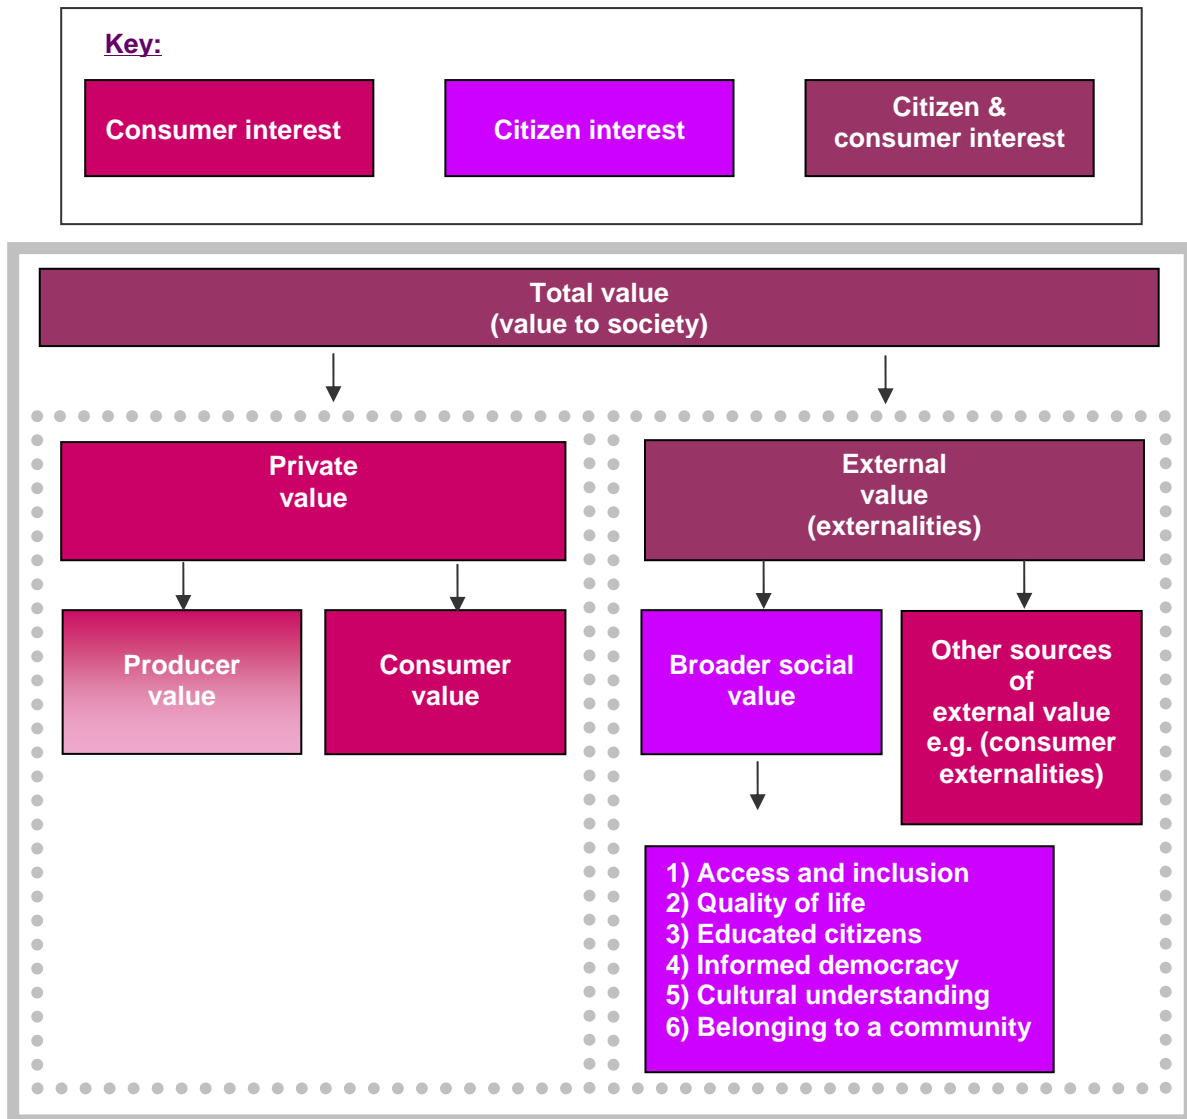 Key:
Consumer interest
Citizen interest
Citizen &
consumer interest
Total value
(value to society)
Private
value
External
value
(externalities)
Producer
value
Consumer
value
Broader social
value
Other sources
of
external value
e.g. (consumer
externalities)
1) Access and inclusion
2) Quality of life
3) Educated citizens
4) Informed democracy
5) Cultural understanding
6) Belonging to a community